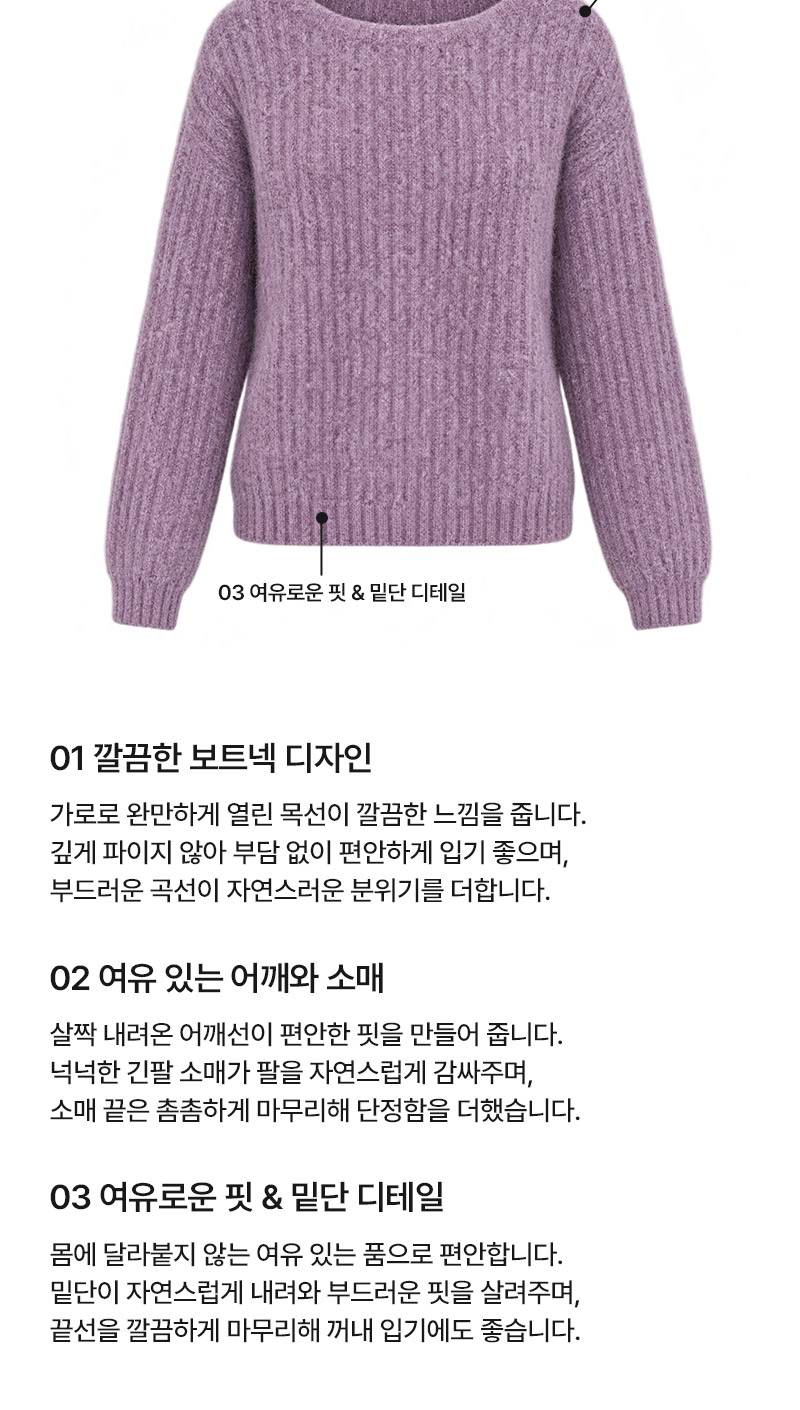 03 여유로운 핏 & 밑단 디테일
01 깔끔한 보트넥 디자인
가로로 완만하게 열린 목선이 깔끔한 느낌을 줍니다.
깊게 파이지 않아 부담 없이 편안하게 입기 좋으며,
부드러운 곡선이 자연스러운 분위기를 더합니다.
02 여유 있는 어깨와 소매
살짝 내려온 어깨선이 편안한 핏을 만들어 줍니다.
넉넉한 긴팔 소매가 팔을 자연스럽게 감싸주며,
소매 끝은 촘촘하게 마무리해 단정함을 더했습니다.
03 여유로운 핏 & 밑단 디테일
몸에 달라붙지 않는 여유 있는 품으로 편안합니다.
밑단이 자연스럽게 내려와 부드러운 핏을 살려주며,
끝선을 깔끔하게 마무리해 꺼내 입기에도 좋습니다.